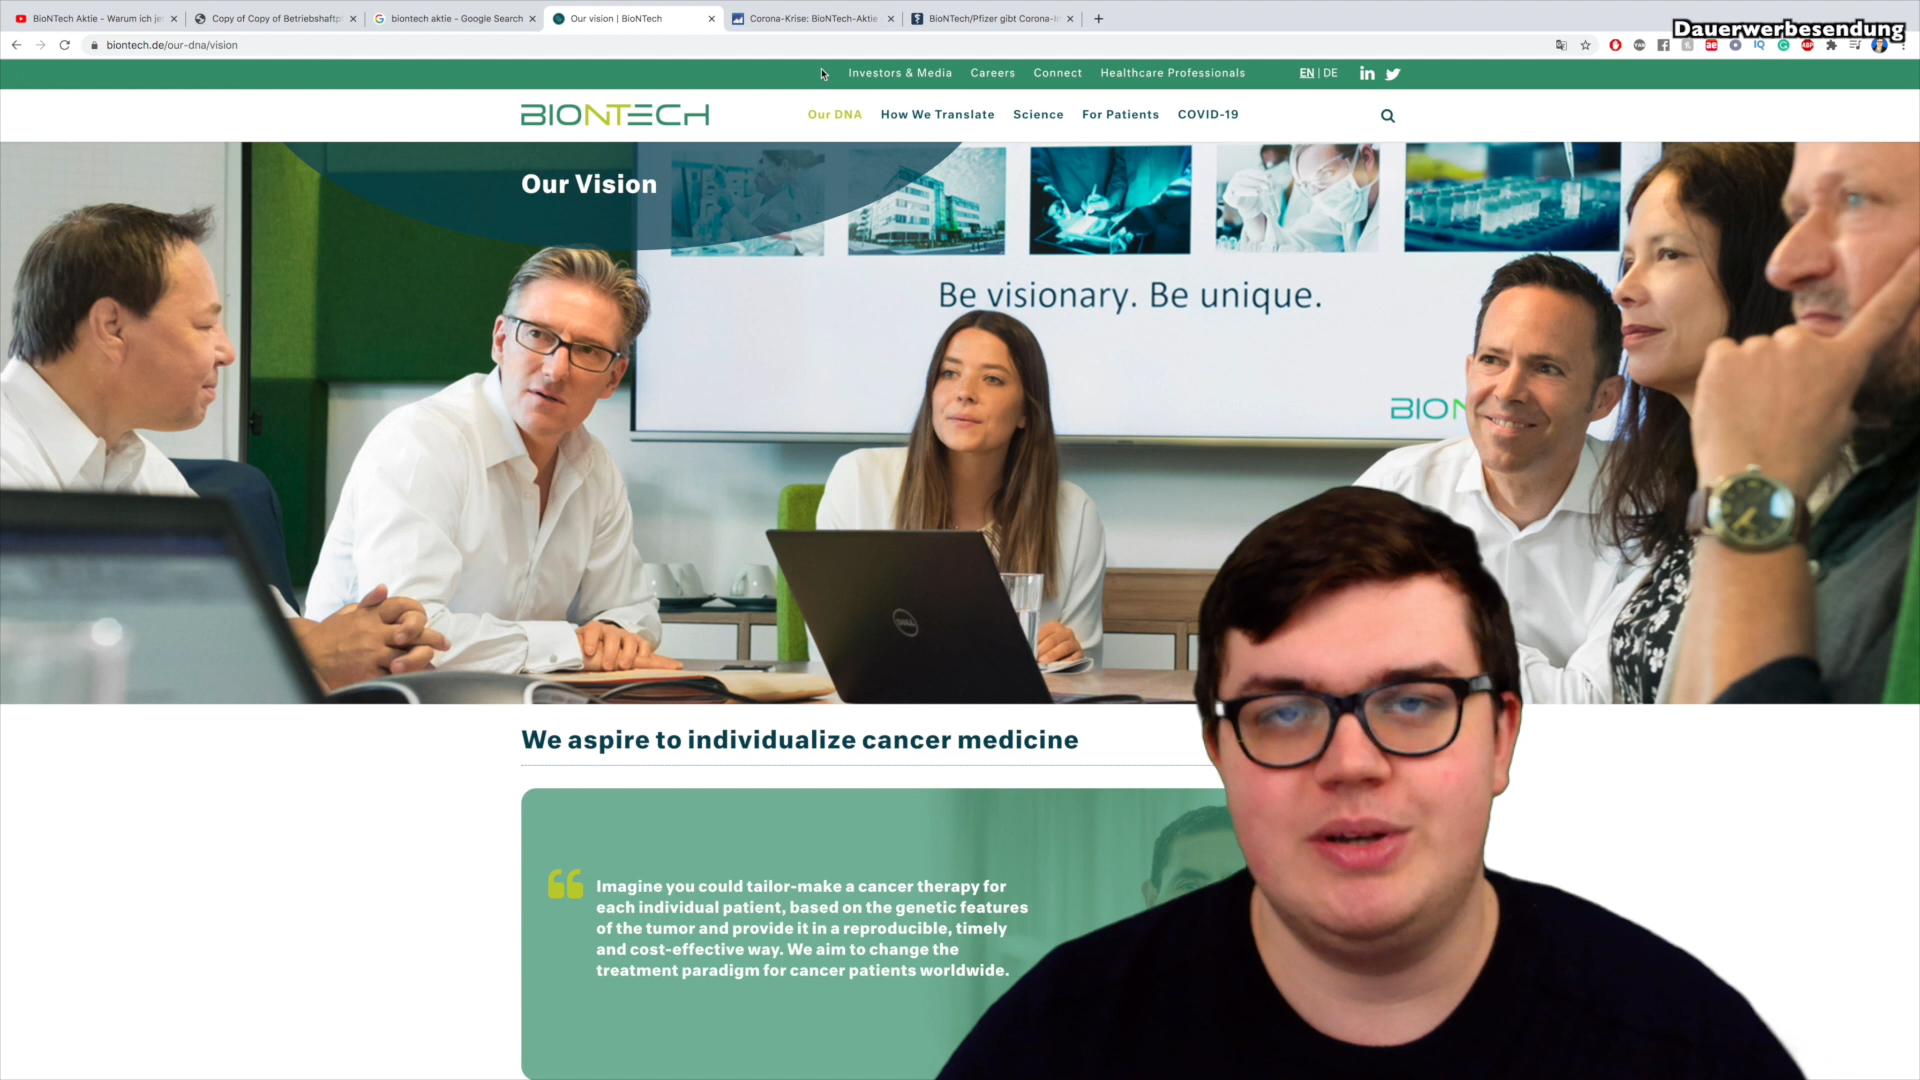 BioNTech Aktie – Warum ich je
Copy of Copy of Betriebshaftp
biontech aktie - Google Search
Our vision | BioNTech
Corona-Krise: BioNTech-Aktie
BioNTech/Pfizer gibt Corona-I
Dauerwerbesendung
biontech.de/our-dna/vision
Investors & Media
Careers
Connect
Healthcare Professionals
EN | DE
BIONTECH
Our DNA
How We Translate
Science
For Patients
COVID-19
Our Vision
Be visionary. Be unique.
BION
DELL
We aspire to individualize cancer medicine
Imagine you could tailor-make a cancer therapy for
each individual patient, based on the genetic features
of the tumor and provide it in a reproducible, timely
and cost-effective way. We aim to change the
treatment paradigm for cancer patients worldwide.